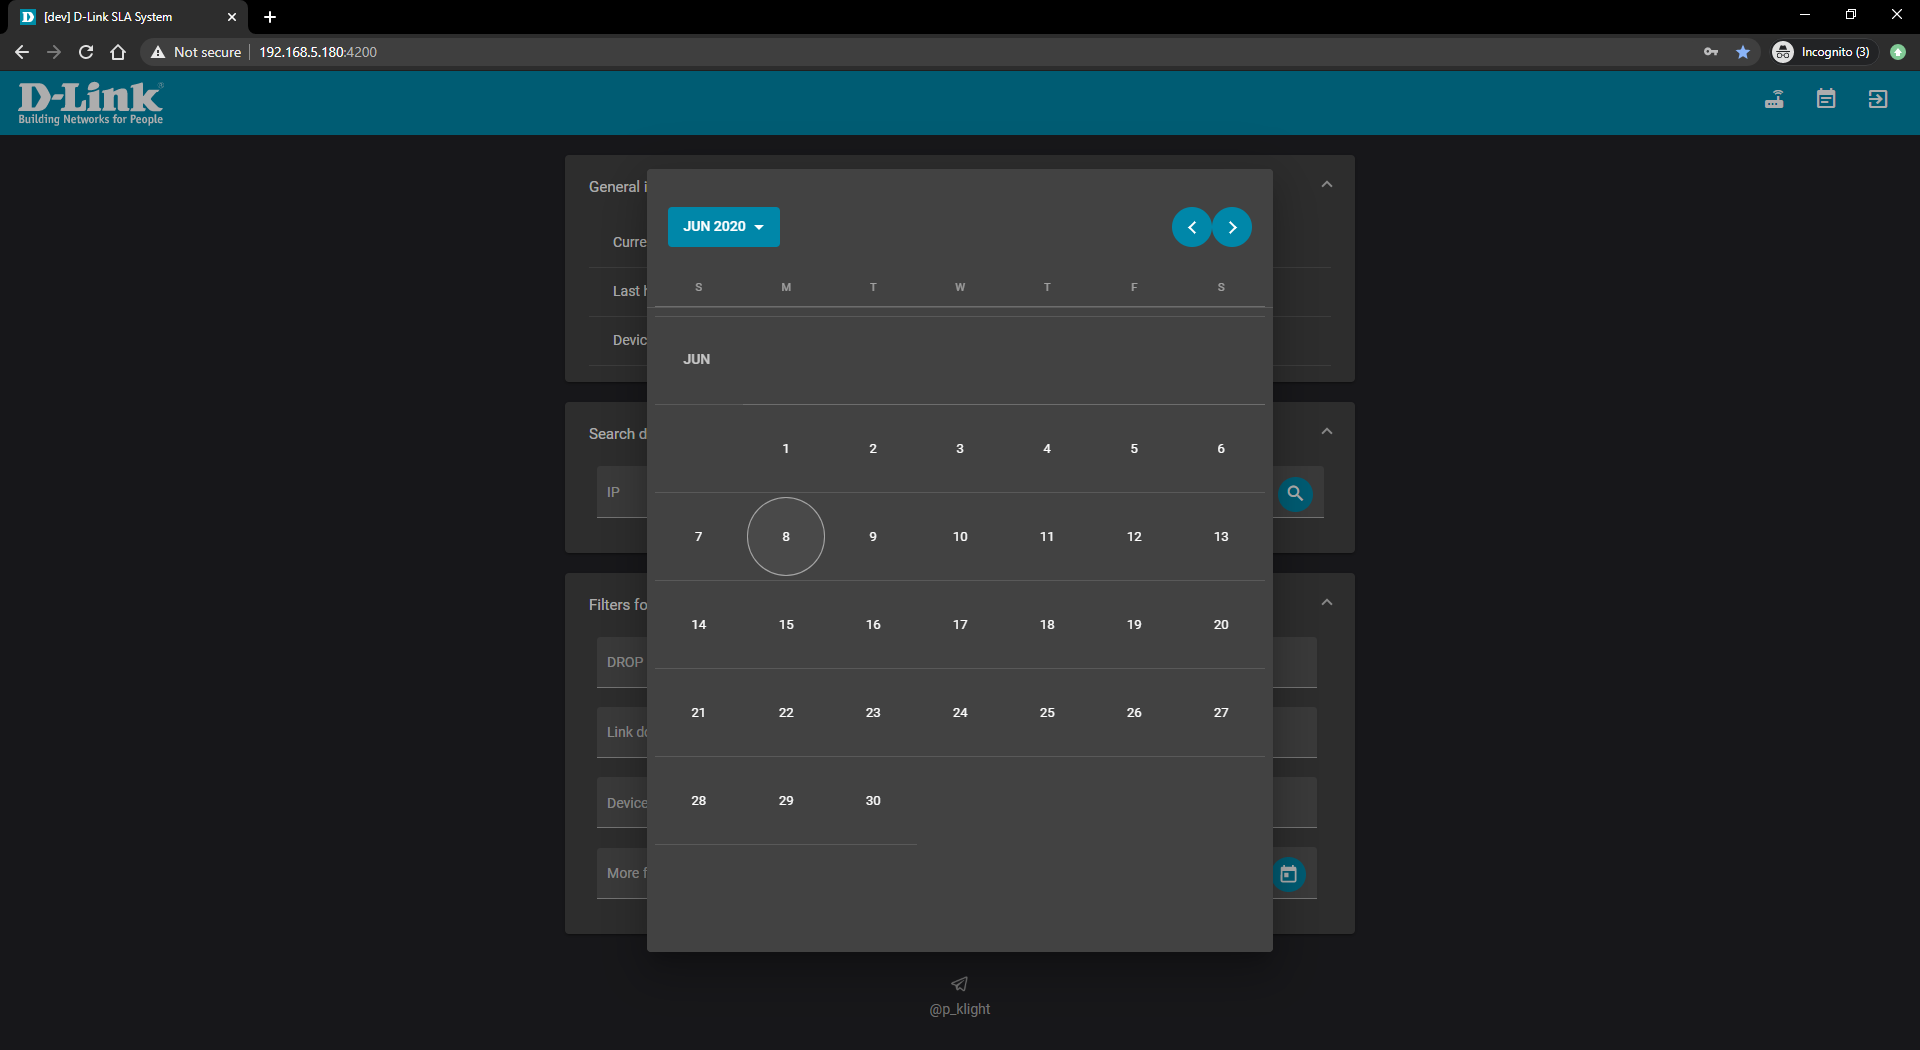 [dev] D-Link SLA System
Not secure
192.168.5.180:4200
Incognito (3)
D-Link®
Building Networks for People
General i
JUN 2020
Curre
S M T W T F S
Last h
Devic
JUN
Search d
1 2 3 4 5 6
IP
7 8 9 10 11 12 13
Filters fo
14 15 16 17 18 19 20
DROP
21 22 23 24 25 26 27
Link do
28 29 30
Device
More f
@p_klight